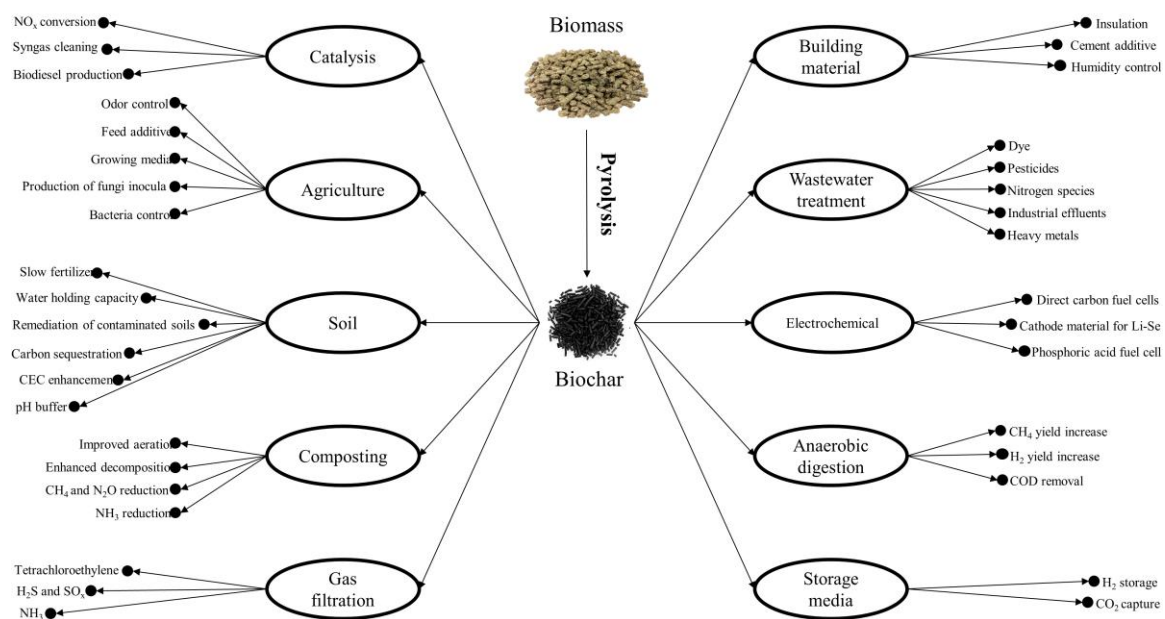 Biomass
Pyrolysis
Biochar
Catalysis
NOₓ conversion
Syngas cleaning
Biodiesel production
Agriculture
Odor control
Feed additive
Growing media
Production of fungi inocula
Bacteria control
Soil
Slow fertilizer
Water holding capacity
Remediation of contaminated soils
Carbon sequestration
CEC enhancement
pH buffer
Composting
Improved aeration
Enhanced decomposition
CH₄ and N₂O reduction
NH₃ reduction
Gas
filtration
Tetrachloroethylene
H₂S and SOₓ
NH₃
Building
material
Insulation
Cement additive
Humidity control
Wastewater
treatment
Dye
Pesticides
Nitrogen species
Industrial effluents
Heavy metals
Electrochemical
Direct carbon fuel cells
Cathode material for Li-Se
Phosphoric acid fuel cell
Anaerobic
digestion
CH₄ yield increase
H₂ yield increase
COD removal
Storage
media
H₂ storage
CO₂ capture